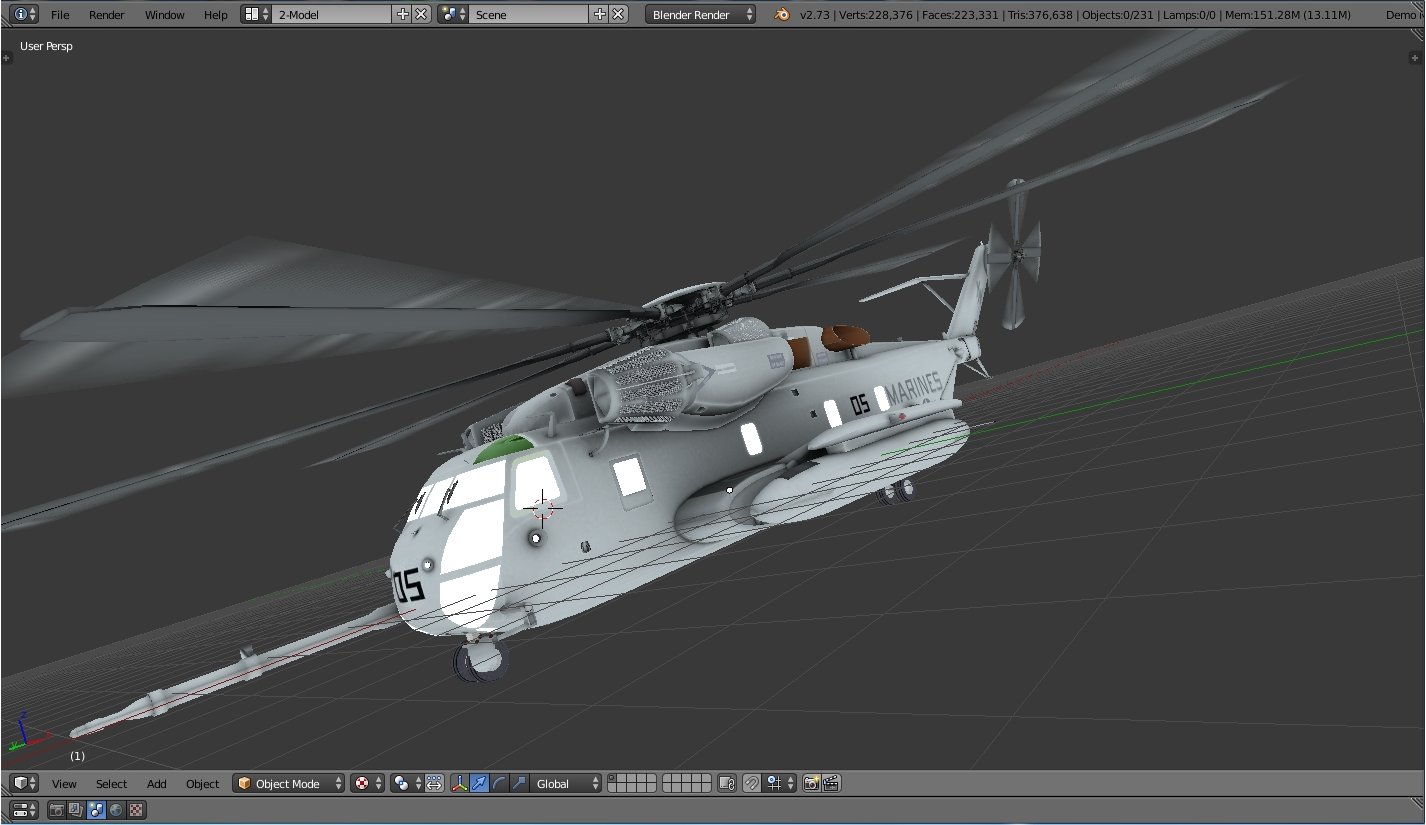 File Render Window Help 2-Model Scene Blender Render v2.73 | Verts:228,376 | Faces:223,331 | Tris:376,638 | Objects:0/231 | Lamps:0/0 | Mem:151.28M (13.11M) Demo
User Persp
MARINES
05
05
(1)
View Select Add Object Object Mode Global